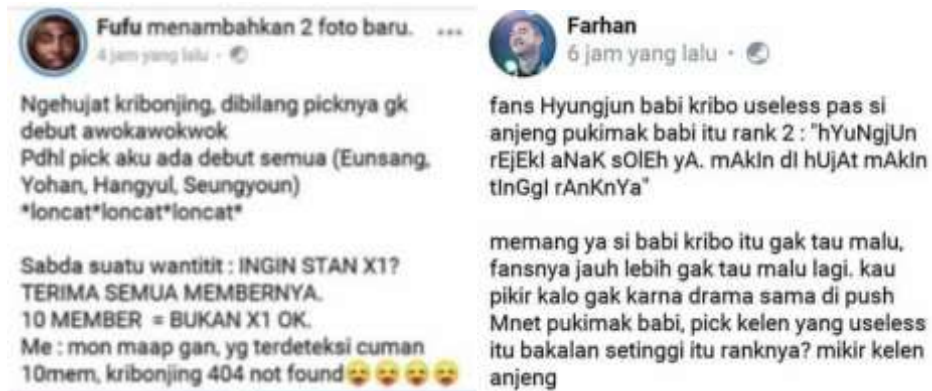 Fufu menambahkan 2 foto baru.
4 jam yang lalu
Ngehujat kribonjing, dibilang picknya gk
debut awokawokwok
Pdhl pick aku ada debut semua (Eunsang,
Yohan, Hangyul, Seungyoun)
*loncat*loncat*loncat*
Sabda suatu wantitit : INGIN STAN X1?
TERIMA SEMUA MEMBERNYA.
10 MEMBER = BUKAN X1 OK.
Me : mon maap gan, yg terdeteksi cuman
10mem, kribonjing 404 not found
Farhan
6 jam yang lalu
fans Hyungjun babi kribo useless pas si
anjeng pukimak babi itu rank 2 : "hYuNgjUn
rEjEkI aNaK sOlEh yA. mAkIn dI hUjAt mAkIn
tInGgI rAnKnYa"
memang ya si babi kribo itu gak tau malu,
fansnya jauh lebih gak tau malu lagi. kau
pikir kalo gak karna drama sama di push
Mnet pukimak babi, pick kelen yang useless
itu bakalan setinggi itu ranknya? mikir kelen
anjeng